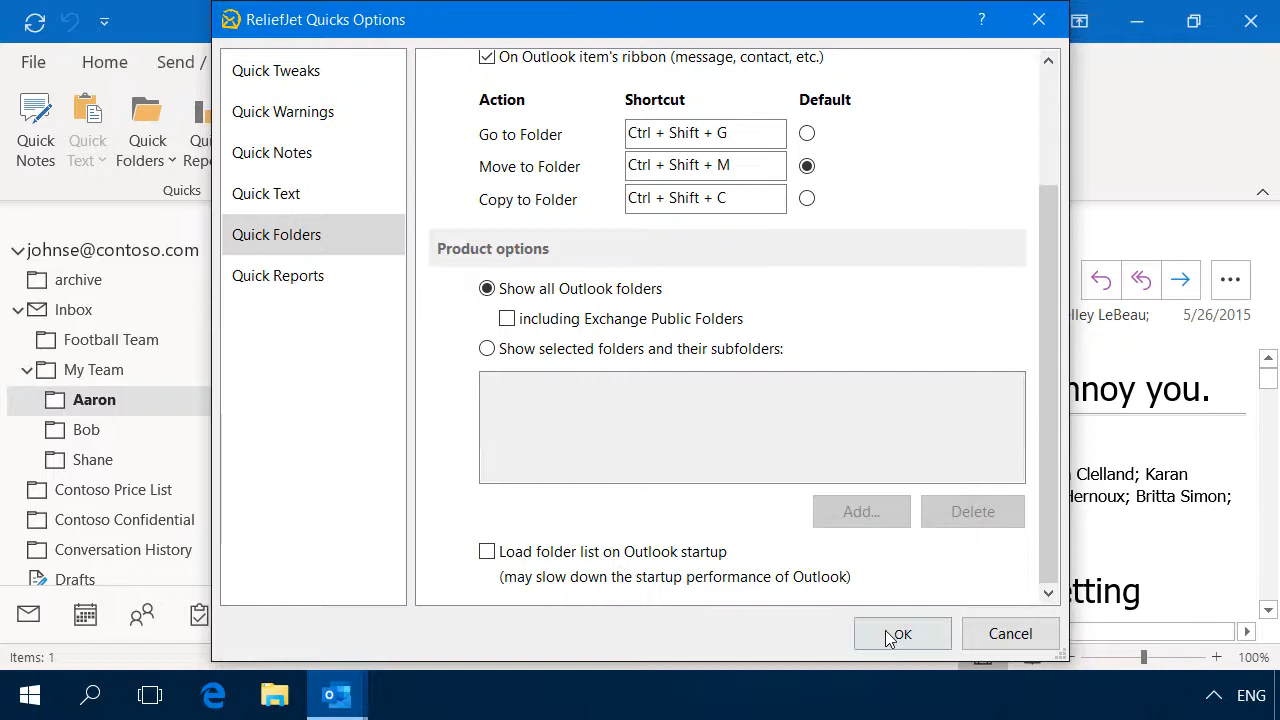 ReliefJet Quicks Options
?
File
Home
Send /
Quick Notes
Quick Text
Quick Folders
Quicks
Quick Tweaks
Quick Warnings
Quick Notes
Quick Text
Quick Folders
Quick Reports
On Outlook item's ribbon (message, contact, etc.)
Action Shortcut Default
Go to Folder Ctrl + Shift + G
Move to Folder Ctrl + Shift + M
Copy to Folder Ctrl + Shift + C
Product options
Show all Outlook folders
including Exchange Public Folders
Show selected folders and their subfolders:
Add... Delete
Load folder list on Outlook startup
(may slow down the startup performance of Outlook)
OK Cancel
johnse@contoso.com
archive
Inbox
Football Team
My Team
Aaron
Bob
Shane
Contoso Price List
Contoso Confidential
Conversation History
Drafts
lley LeBeau; 5/26/2015
nnoy you.
Clelland; Karan
Hernoux; Britta Simon;
etting
Items: 1
100%
ENG